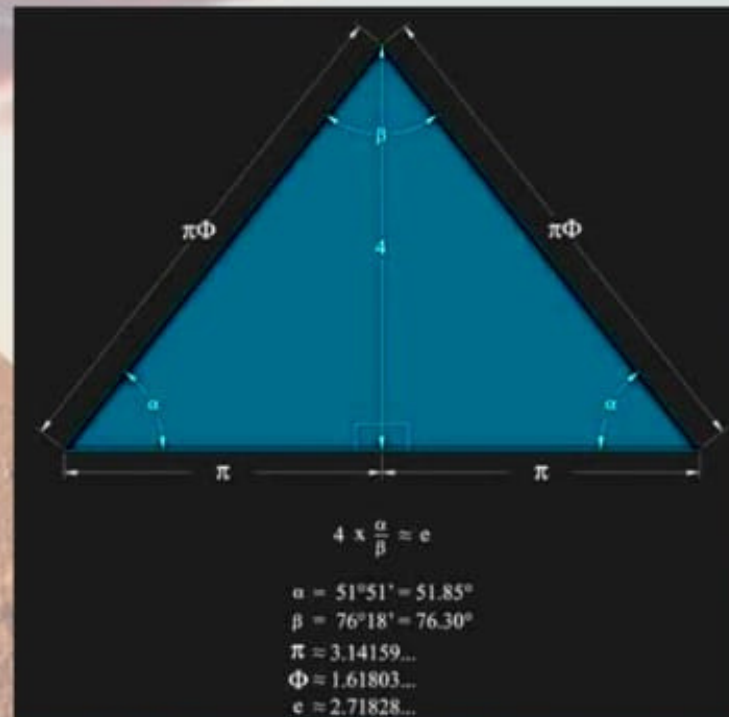 πΦ πΦ
β
4
α α
π π
4 x α/β ≈ e
α = 51°51' = 51.85°
β = 76°18' = 76.30°
π ≈ 3.14159...
Φ ≈ 1.61803...
e ≈ 2.71828...